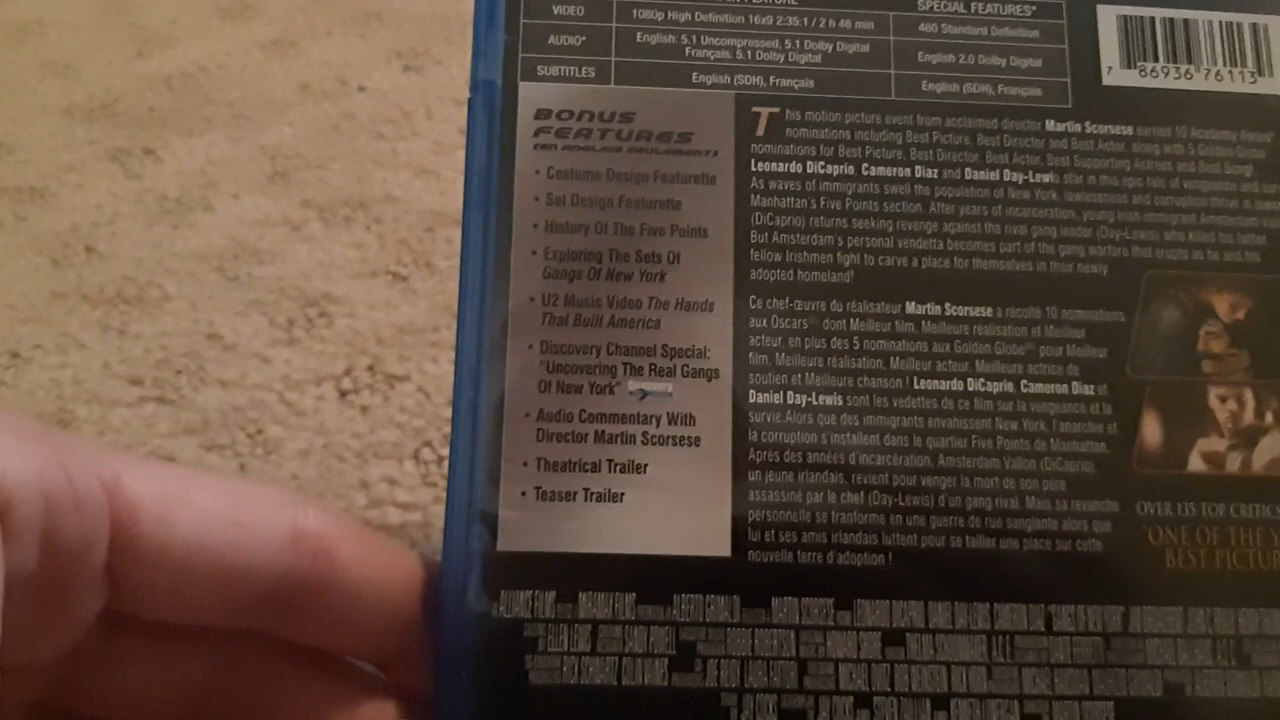 SPECIAL FEATURES*
VIDEO
1080p High Definition 16x9 2:35:1 / 2 h 46 min
480 Standard Definition
AUDIO*
English: 5.1 Uncompressed, 5.1 Dolby Digital
Français: 5.1 Dolby Digital
English 2.0 Dolby Digital
SUBTITLES
English (SDH), Français
English (SDH), Français
7 86936 76113
BONUS
FEATURES
(EN ANGLAIS SEULEMENT)
• Costume Design Featurette
• Set Design Featurette
• History Of The Five Points
• Exploring The Sets Of
Gangs Of New York
• U2 Music Video The Hands
That Built America
• Discovery Channel Special:
"Uncovering The Real Gangs
Of New York"
• Audio Commentary With
Director Martin Scorsese
• Theatrical Trailer
• Teaser Trailer
This motion picture event from acclaimed director Martin Scorsese earned 10 Academy Award
nominations including Best Picture, Best Director and Best Actor, along with 5 Golden Globe
nominations for Best Picture, Best Director, Best Actor, Best Supporting Actress and Best Song!
Leonardo DiCaprio, Cameron Diaz and Daniel Day-Lewis star in this epic tale of vengeance and
As waves of immigrants swell the population of New York, lawlessness and corruption thrive in
Manhattan's Five Points section. After years of incarceration, young Irish immigrant Amsterdam
(DiCaprio) returns seeking revenge against the rival gang leader (Day-Lewis) who killed his father.
But Amsterdam's personal vendetta becomes part of the gang warfare that erupts as he and his
fellow Irishmen fight to carve a place for themselves in their newly
adopted homeland!
Ce chef-œuvre du réalisateur Martin Scorsese a récolté 10 nominations
aux Oscars dont Meilleur film, Meilleure réalisation et Meilleur
acteur, en plus des 5 nominations aux Golden Globe pour Meilleur
film, Meilleure réalisation, Meilleur acteur, Meilleure actrice de
soutien et Meilleure chanson ! Leonardo DiCaprio, Cameron Diaz et
Daniel Day-Lewis sont les vedettes de ce film sur la vengeance et la
survie. Alors que des immigrants envahissent New York, l'anarchie et
la corruption s'installent dans le quartier Five Points de Manhattan.
Après des années d'incarcération, Amsterdam Vallon (DiCaprio),
un jeune irlandais, revient pour venger la mort de son père
assassiné par le chef (Day-Lewis) d'un gang rival. Mais sa revanche
personnelle se tranforme en une guerre de rue sanglante alors que
lui et ses amis irlandais luttent pour se tailler une place sur cette
nouvelle terre d'adoption !
OVER 135 TOP CRITICS
"ONE OF THE
BEST PICTU